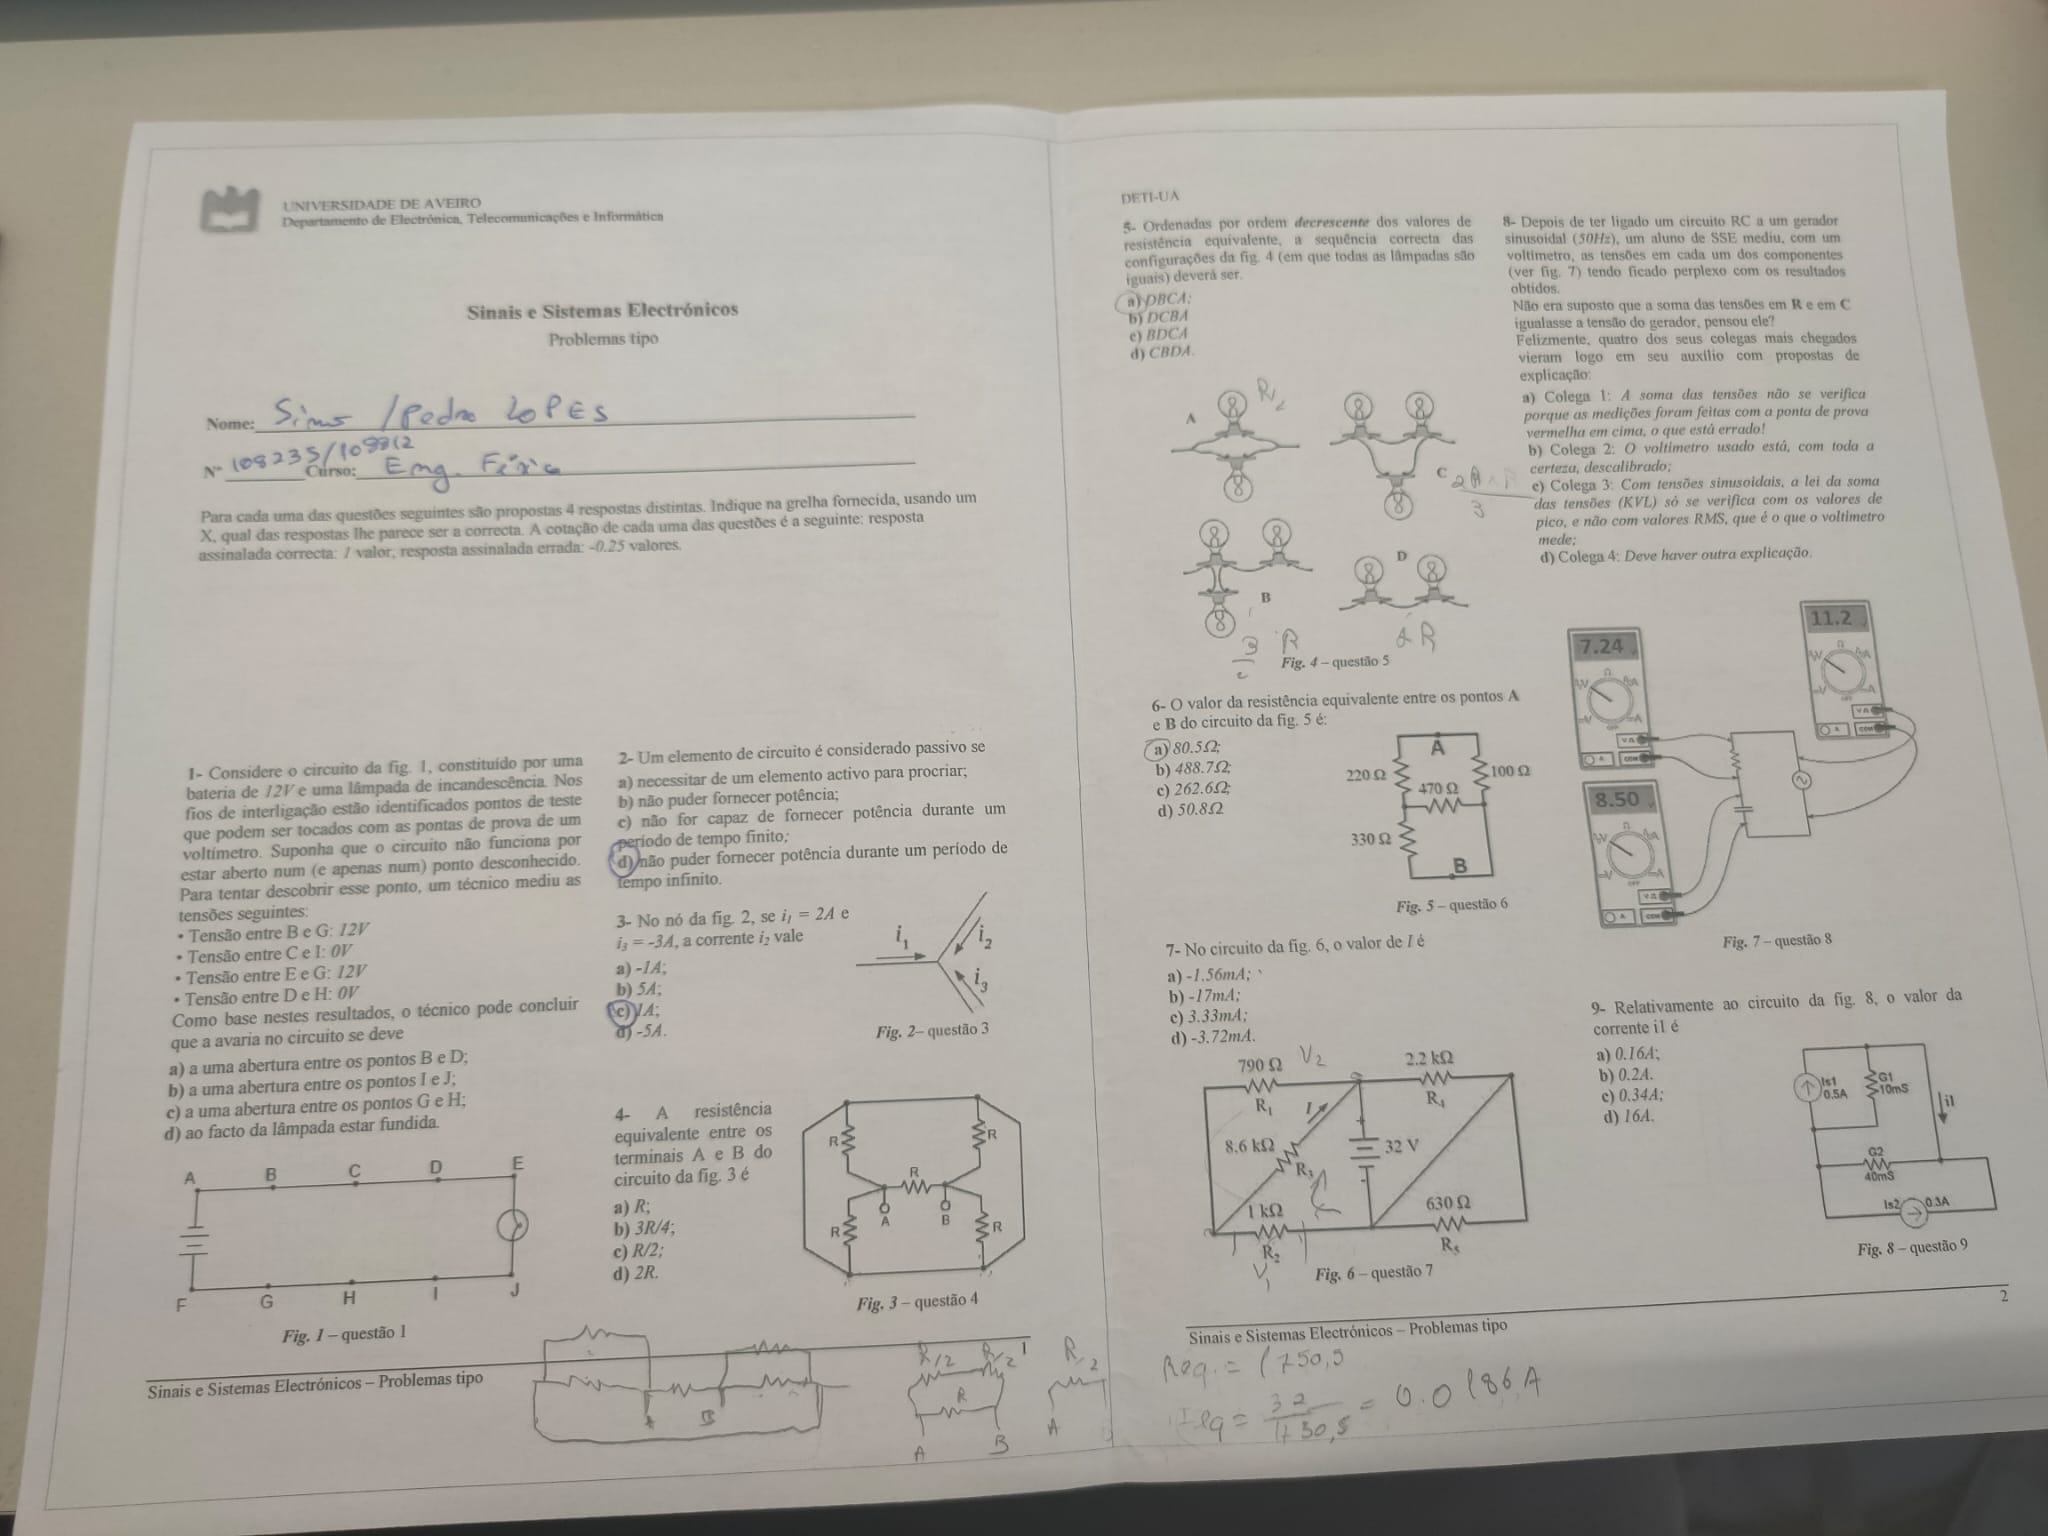 UNIVERSIDADE DE AVEIRO
Departamento de Electrónica, Telecomunicações e Informática
Sinais e Sistemas Electrónicos
Problemas tipo
Nome: Simo /Pedro LOPES
Nº 108235/109812 Curso: Eng. Física
Para cada uma das questões seguintes são propostas 4 respostas distintas. Indique na grelha fornecida, usando um
X, qual das respostas lhe parece ser a correcta. A cotação de cada uma das questões é a seguinte: resposta
assinalada correcta: 1 valor, resposta assinalada errada: -0.25 valores.
1- Considere o circuito da fig. 1, constituído por uma
bateria de 12V e uma lâmpada de incandescência. Nos
fios de interligação estão identificados pontos de teste
que podem ser tocados com as pontas de prova de um
voltímetro. Suponha que o circuito não funciona por
estar aberto num (e apenas num) ponto desconhecido.
Para tentar descobrir esse ponto, um técnico mediu as
tensões seguintes:
• Tensão entre B e G: 12V
• Tensão entre C e I: 0V
• Tensão entre E e G: 12V
• Tensão entre D e H: 0V
Como base nestes resultados, o técnico pode concluir
que a avaria no circuito se deve
a) a uma abertura entre os pontos B e D;
b) a uma abertura entre os pontos I e J;
c) a uma abertura entre os pontos G e H;
d) ao facto da lâmpada estar fundida.
A B C D E
F G H I J
Fig. 1 – questão 1
2- Um elemento de circuito é considerado passivo se
a) necessitar de um elemento activo para procriar;
b) não puder fornecer potência;
c) não for capaz de fornecer potência durante um
período de tempo finito;
d) não puder fornecer potência durante um período de
tempo infinito.
3- No nó da fig. 2, se i1 = 2A e
i3 = -3A, a corrente i2 vale
a) -1A;
b) 5A;
c) 1A;
d) -5A.
i1
i2
i3
Fig. 2– questão 3
4- A resistência
equivalente entre os
terminais A e B do
circuito da fig. 3 é
a) R;
b) 3R/4;
c) R/2;
d) 2R.
R R
R
A B
R R
Fig. 3 – questão 4
1
Sinais e Sistemas Electrónicos – Problemas tipo
A B
R/2 R/2
R
A B
R/2
A
DETI-UA
5- Ordenadas por ordem decrescente dos valores de
resistência equivalente, a sequência correcta das
configurações da fig. 4 (em que todas as lâmpadas são
iguais) deverá ser.
a) DBCA;
b) DCBA
c) BDCA
d) CBDA.
A R/2
C
3
D
B
3/2 R
2R
Fig. 4 – questão 5
6- O valor da resistência equivalente entre os pontos A
e B do circuito da fig. 5 é:
a) 80.5Ω;
b) 488.7Ω;
c) 262.6Ω;
d) 50.8Ω
A
220 Ω
100 Ω
470 Ω
330 Ω
B
Fig. 5 – questão 6
7- No circuito da fig. 6, o valor de I é
a) -1.56mA;
b) -17mA;
c) 3.33mA;
d) -3.72mA.
790 Ω V2 2.2 kΩ
R1 R4
I
8.6 kΩ
R3
32 V
1 kΩ 630 Ω
R2 R5
V1
Fig. 6 – questão 7
8- Depois de ter ligado um circuito RC a um gerador
sinusoidal (50Hz), um aluno de SSE mediu, com um
voltímetro, as tensões em cada um dos componentes
(ver fig. 7) tendo ficado perplexo com os resultados
obtidos.
Não era suposto que a soma das tensões em R e em C
igualasse a tensão do gerador, pensou ele?
Felizmente, quatro dos seus colegas mais chegados
vieram logo em seu auxílio com propostas de
explicação:
a) Colega 1: A soma das tensões não se verifica
porque as medições foram feitas com a ponta de prova
vermelha em cima, o que está errado!
b) Colega 2: O voltímetro usado está, com toda a
certeza, descalibrado;
c) Colega 3: Com tensões sinusoidais, a lei da soma
das tensões (KVL) só se verifica com os valores de
pico, e não com valores RMS, que é o que o voltímetro
mede;
d) Colega 4: Deve haver outra explicação.
7.24
11.2
8.50
Fig. 7 – questão 8
9- Relativamente ao circuito da fig. 8, o valor da
corrente i1 é
a) 0.16A;
b) 0.2A.
c) 0.34A;
d) 16A.
Is1
0.5A
G1
10mS
i1
G2
40mS
Is2 0.3A
Fig. 8 – questão 9
2
Sinais e Sistemas Electrónicos – Problemas tipo
Req. = 1750,5
Ieq = 32/1750,5 = 0.0186 A